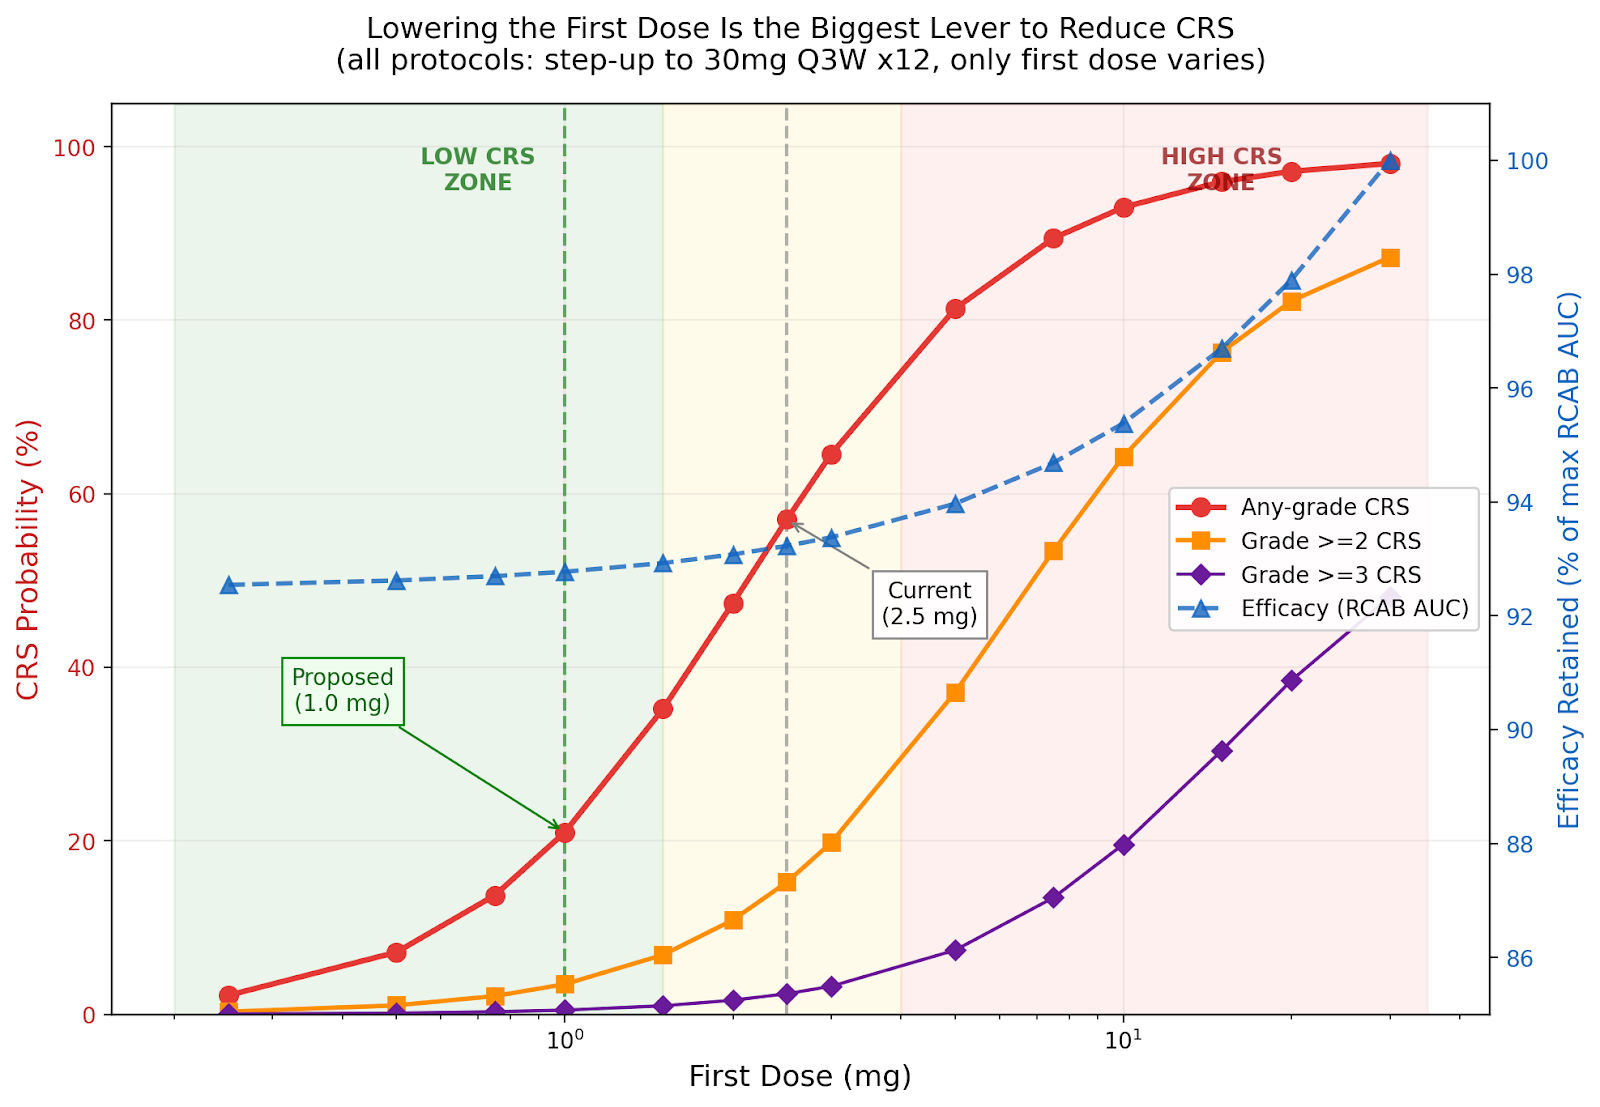 Lowering the First Dose Is the Biggest Lever to Reduce CRS
(all protocols: step-up to 30mg Q3W x12, only first dose varies)
LOW CRS
ZONE
HIGH CRS
ZONE
Proposed
(1.0 mg)
Current
(2.5 mg)
Any-grade CRS
Grade >=2 CRS
Grade >=3 CRS
Efficacy (RCAB AUC)
CRS Probability (%)
100
80
60
40
20
0
Efficacy Retained (% of max RCAB AUC)
100
98
96
94
92
90
88
86
10⁰
10¹
First Dose (mg)